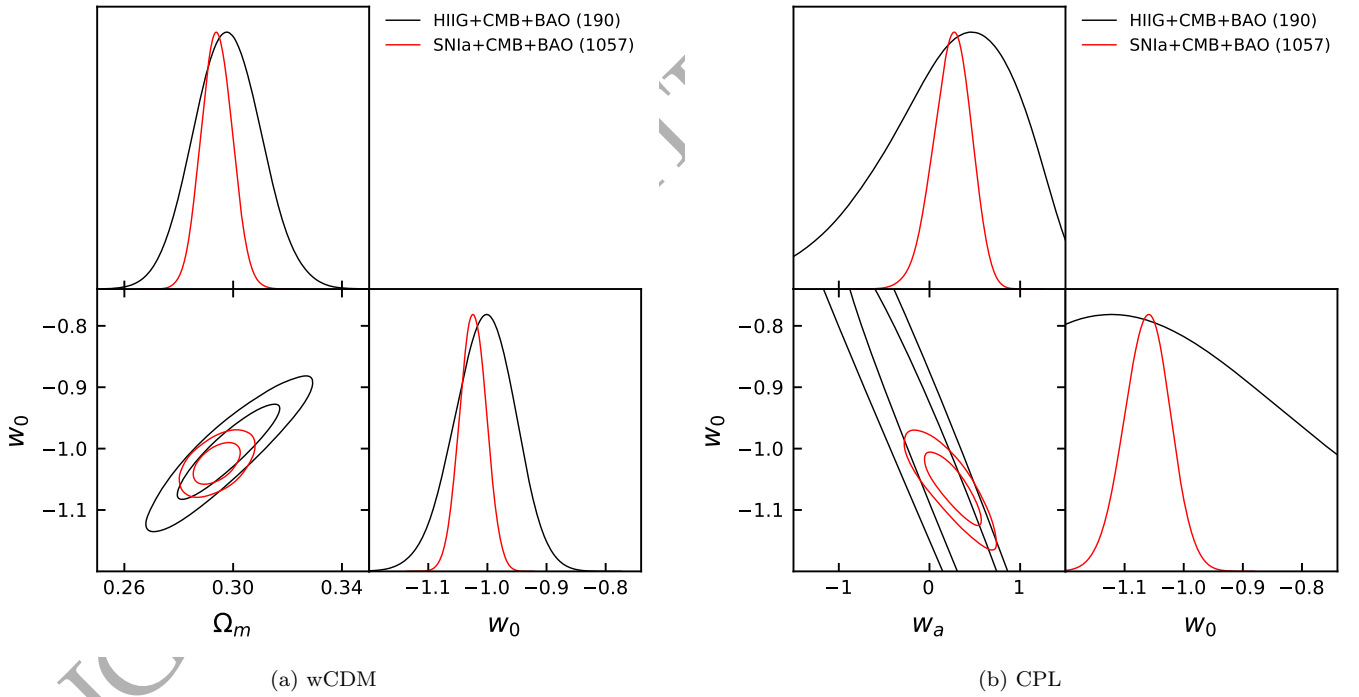 HIIG+CMB+BAO (190)
SNIa+CMB+BAO (1057)
−0.8
−0.9
−1.0
−1.1
w₀
0.26
0.30
0.34
Ωₘ
−1.1
−1.0
−0.9
−0.8
w₀
(a) wCDM
HIIG+CMB+BAO (190)
SNIa+CMB+BAO (1057)
−0.8
−0.9
−1.0
−1.1
w₀
−1
0
1
wₐ
−1.1
−1.0
−0.9
−0.8
w₀
(b) CPL